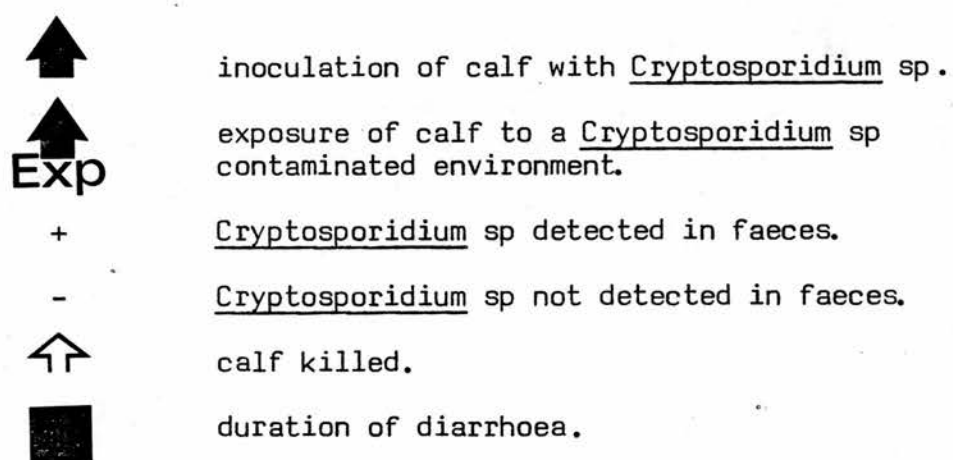 inoculation of calf with Cryptosporidium sp.
exposure of calf to a Cryptosporidium sp
Exp contaminated environment.
+ Cryptosporidium sp detected in faeces.
- Cryptosporidium sp not detected in faeces.
calf killed.
duration of diarrhoea.